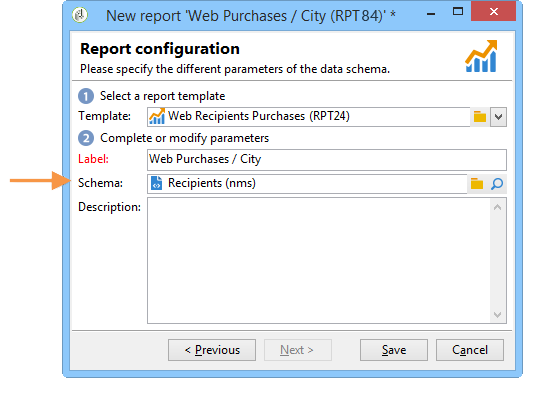 New report 'Web Purchases / City (RPT84)' *
Report configuration
Please specify the different parameters of the data schema.
1 Select a report template
Template: Web Recipients Purchases (RPT24)
2 Complete or modify parameters
Label: Web Purchases / City
Schema: Recipients (nms)
Description:
< Previous Next > Save Cancel